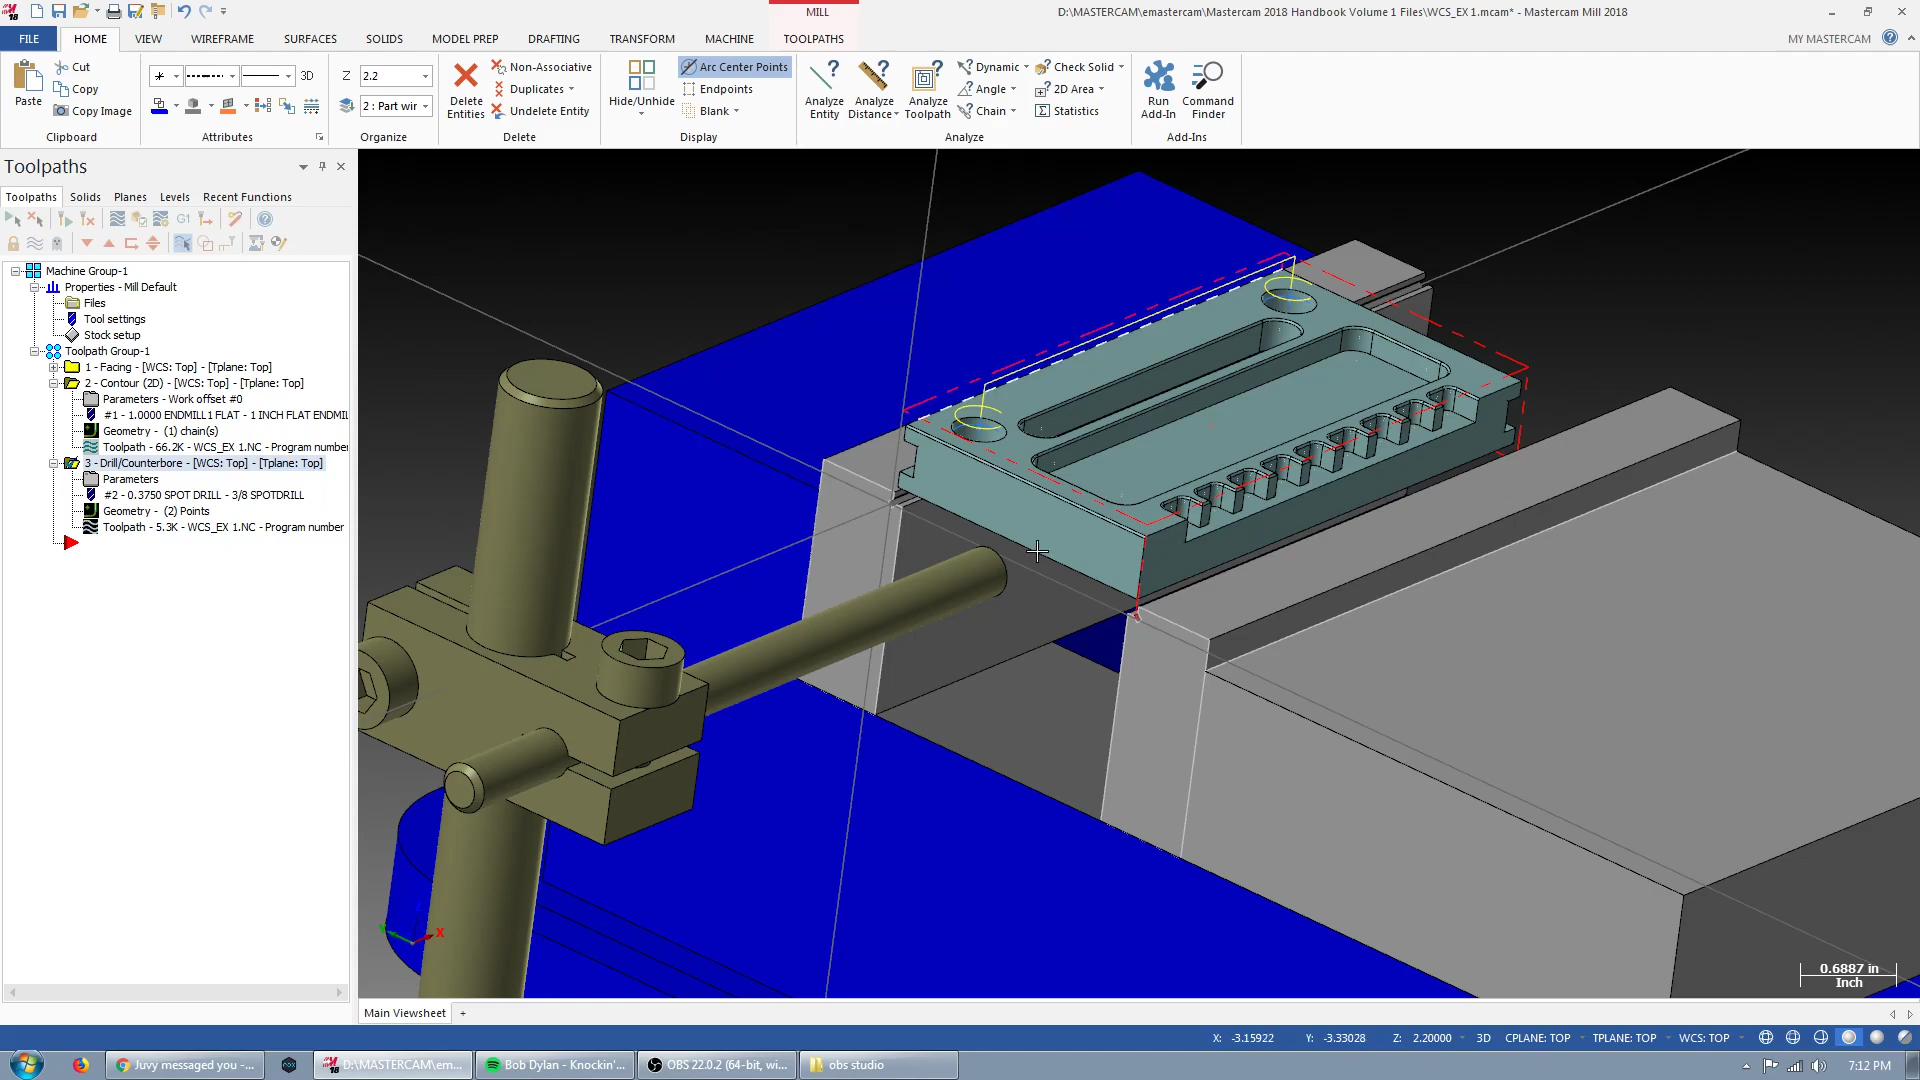 MILL
D:\MASTERCAM\emastercam\Mastercam 2018 Handbook Volume 1 Files\WCS_EX 1.mcam* - Mastercam Mill 2018
FILE HOME VIEW WIREFRAME SURFACES SOLIDS MODEL PREP DRAFTING TRANSFORM MACHINE TOOLPATHS MY MASTERCAM
Paste
Cut
Copy
Copy Image
Clipboard
3D
Attributes
Z 2.2
2 : Part wir
Organize
Delete Entities
Non-Associative
Duplicates
Undelete Entity
Delete
Hide/Unhide
Arc Center Points
Endpoints
Blank
Display
Analyze Entity
Analyze Distance
Analyze Toolpath
Dynamic
Angle
Chain
Check Solid
2D Area
Statistics
Analyze
Run Add-In
Command Finder
Add-Ins
Toolpaths
Toolpaths Solids Planes Levels Recent Functions
G1
Machine Group-1
Properties - Mill Default
Files
Tool settings
Stock setup
Toolpath Group-1
1 - Facing - [WCS: Top] - [Tplane: Top]
2 - Contour (2D) - [WCS: Top] - [Tplane: Top]
Parameters - Work offset #0
#1 - 1.0000 ENDMILL1 FLAT - 1 INCH FLAT ENDMIL
Geometry - (1) chain(s)
Toolpath - 66.2K - WCS_EX 1.NC - Program number
3 - Drill/Counterbore - [WCS: Top] - [Tplane: Top]
Parameters
#2 - 0.3750 SPOT DRILL - 3/8 SPOTDRILL
Geometry - (2) Points
Toolpath - 5.3K - WCS_EX 1.NC - Program number
Y X
0.6887 in
Inch
Main Viewsheet +
X: -3.15922 Y: -3.33028 Z: 2.20000 3D CPLANE: TOP TPLANE: TOP WCS: TOP
Juvy messaged you -... D:\MASTERCAM\em... Bob Dylan - Knockin'... OBS 22.0.2 (64-bit, wi... obs studio 7:12 PM